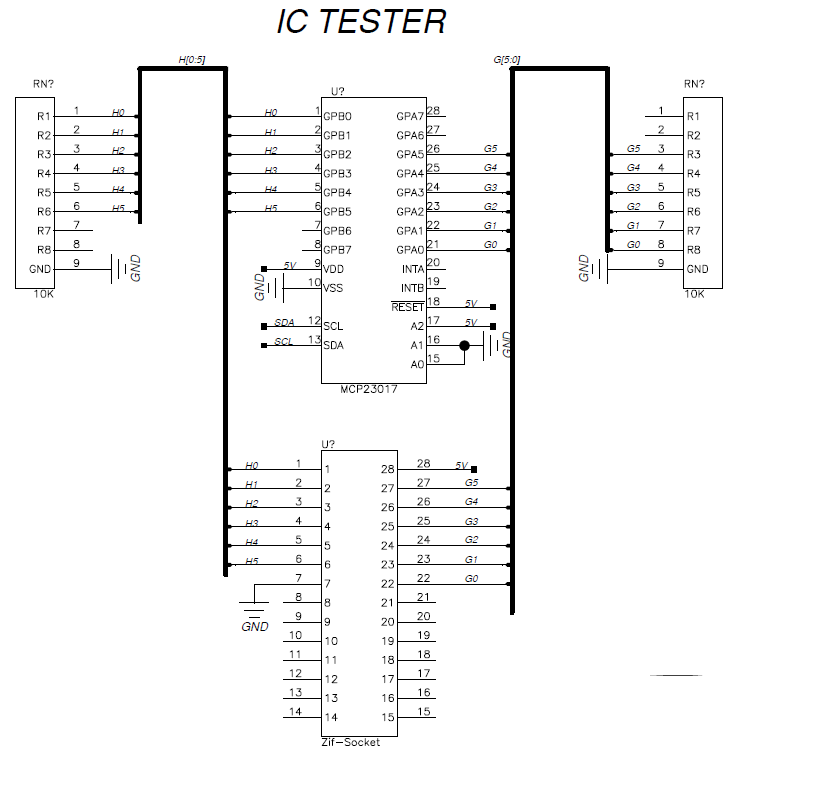 IC TESTER
H[0:5]
G[5:0]
RN?
R1 1 H0
R2 2 H1
R3 3 H2
R4 4 H3
R5 5 H4
R6 6 H5
R7 7
R8 8
GND 9 GND
10K
U?
H0 1 GPB0 GPA7 28
H1 2 GPB1 GPA6 27
H2 3 GPB2 GPA5 26 G5
H3 4 GPB3 GPA4 25 G4
H4 5 GPB4 GPA3 24 G3
H5 6 GPB5 GPA2 23 G2
7 GPB6 GPA1 22 G1
8 GPB7 GPA0 21 G0
5V 9 VDD INTA 20
GND 10 VSS INTB 19
RESET 18 5V
SDA 12 SCL A2 17 5V
SCL 13 SDA A1 16 GND
A0 15
MCP23017
RN?
1 R1
2 R2
G5 3 R3
G4 4 R4
G3 5 R5
G2 6 R6
G1 7 R7
G0 8 R8
GND 9 GND
10K
U?
H0 1 1 28 28 5V
H1 2 2 27 27 G5
H2 3 3 26 26 G4
H3 4 4 25 25 G3
H4 5 5 24 24 G2
H5 6 6 23 23 G1
7 7 22 22 G0
GND
8 8 21 21
9 9 20 20
10 10 19 19
11 11 18 18
12 12 17 17
13 13 16 16
14 14 15 15
Zif-Socket